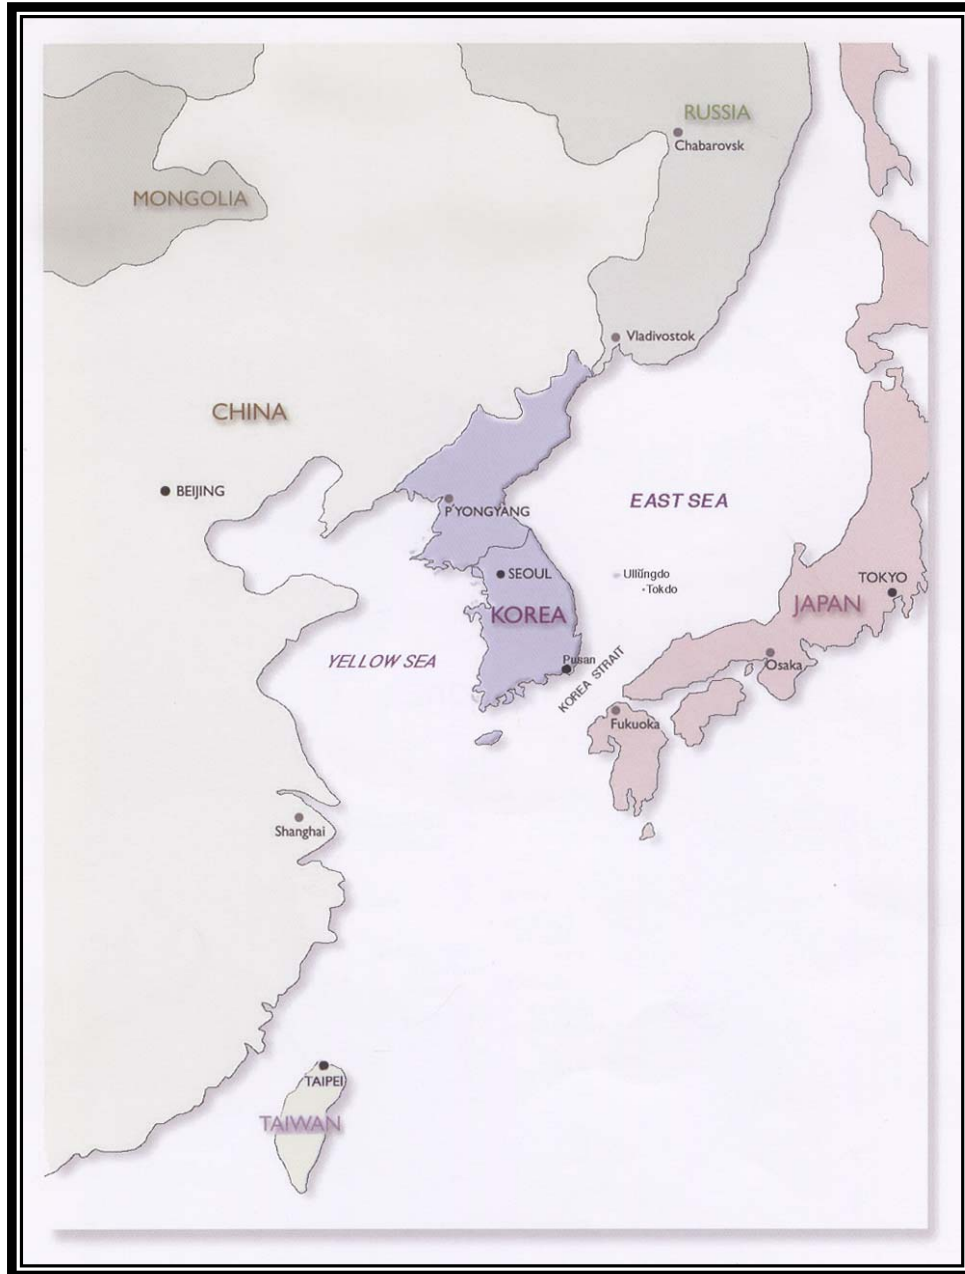 RUSSIA
Chabarovsk
MONGOLIA
Vladivostok
CHINA
BEIJING
EAST SEA
P'YONGYANG
SEOUL
Ullŭngdo
Tokdo
TOKYO
JAPAN
KOREA
YELLOW SEA
Pusan
KOREA STRAIT
Osaka
Fukuoka
Shanghai
TAIPEI
TAIWAN